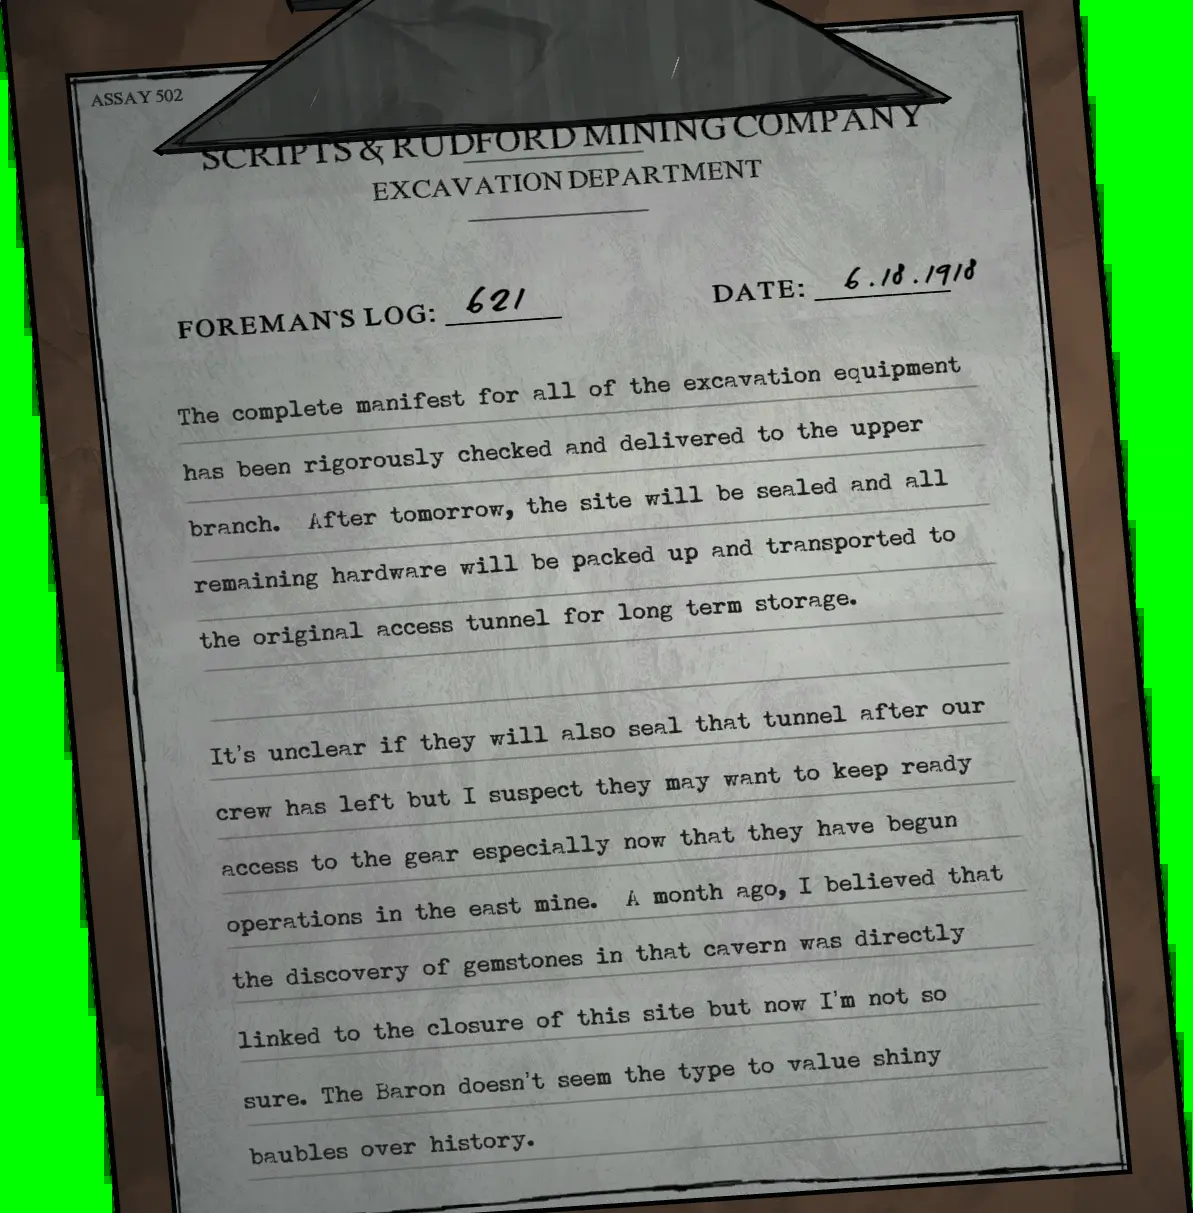 ASSAY 502
SCRIPTS & RUDFORD MINING COMPANY
EXCAVATION DEPARTMENT
FOREMAN`S LOG: 621
DATE: 6.18.1918
The complete manifest for all of the excavation equipment
has been rigorously checked and delivered to the upper
branch. After tomorrow, the site will be sealed and all
remaining hardware will be packed up and transported to
the original access tunnel for long term storage.
It's unclear if they will also seal that tunnel after our
crew has left but I suspect they may want to keep ready
access to the gear especially now that they have begun
operations in the east mine. A month ago, I believed that
the discovery of gemstones in that cavern was directly
linked to the closure of this site but now I'm not so
sure. The Baron doesn't seem the type to value shiny
baubles over history.